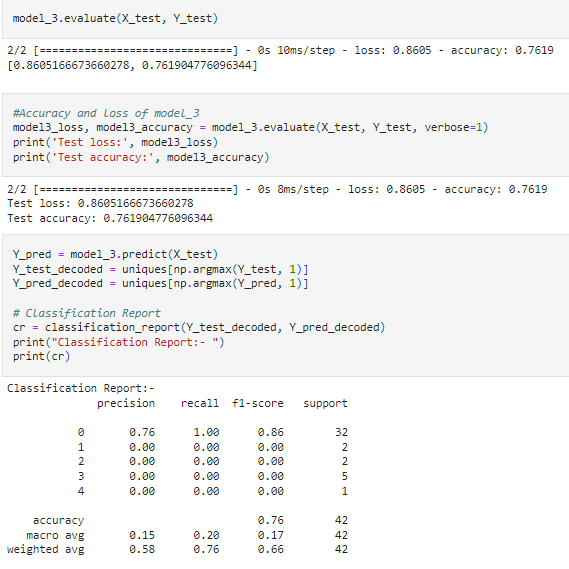 model_3.evaluate(X_test, Y_test)
2/2 [==============================] - 0s 10ms/step - loss: 0.8605 - accuracy: 0.7619
[0.8605166673660278, 0.761904776096344]
#Accuracy and Loss of model_3
model3_loss, model3_accuracy = model_3.evaluate(X_test, Y_test, verbose=1)
print('Test loss:', model3_loss)
print('Test accuracy:', model3_accuracy)
2/2 [==============================] - 0s 8ms/step - loss: 0.8605 - accuracy: 0.7619
Test loss: 0.8605166673660278
Test accuracy: 0.761904776096344
Y_pred = model_3.predict(X_test)
Y_test_decoded = uniques[np.argmax(Y_test, 1)]
Y_pred_decoded = uniques[np.argmax(Y_pred, 1)]
# Classification Report
cr = classification_report(Y_test_decoded, Y_pred_decoded)
print("Classification Report:- ")
print(cr)
Classification Report:-
precision recall f1-score support
0 0.76 1.00 0.86 32
1 0.00 0.00 0.00 2
2 0.00 0.00 0.00 2
3 0.00 0.00 0.00 5
4 0.00 0.00 0.00 1
accuracy 0.76 42
macro avg 0.15 0.20 0.17 42
weighted avg 0.58 0.76 0.66 42